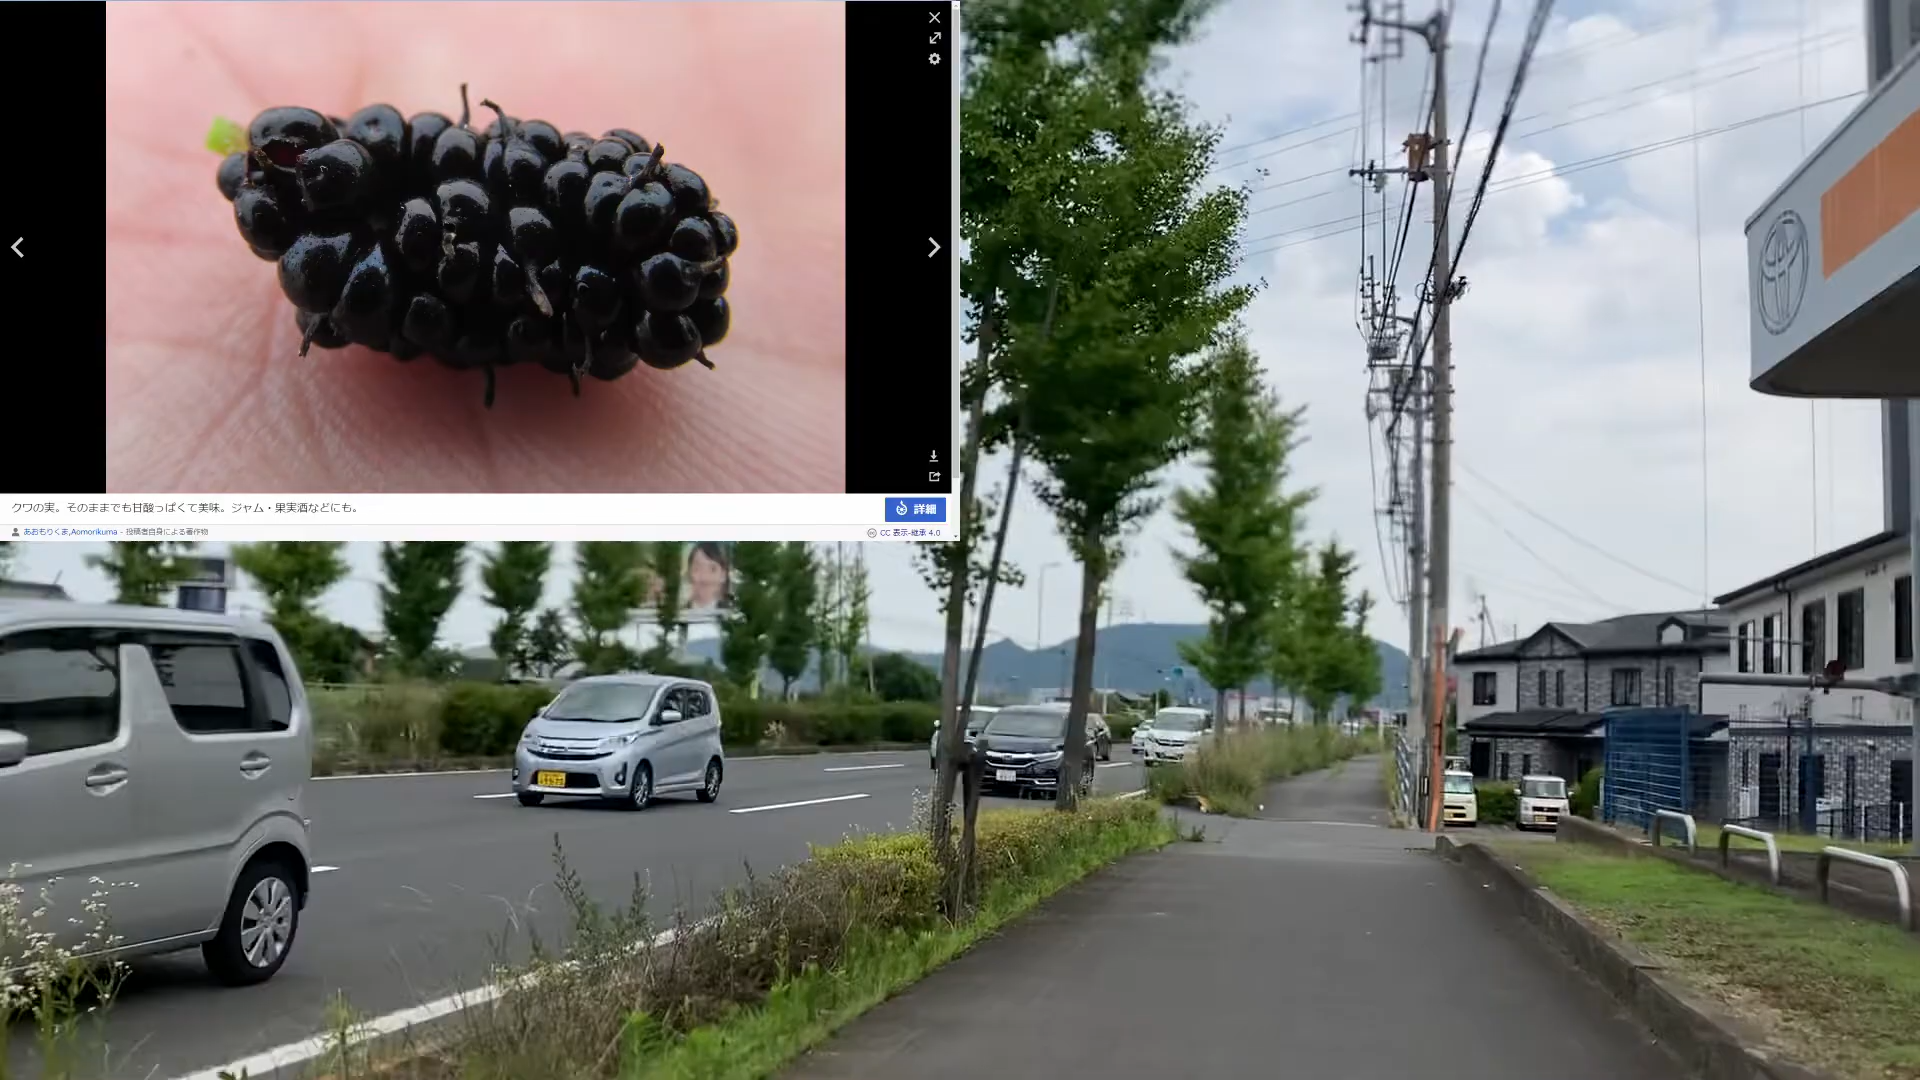 クワの実。そのままでも甘酸っぱくて美味。ジャム・果実酒などにも。
詳細
あおもりくま,Aomorikuma - 投稿者自身による著作物
CC 表示-継承 4.0